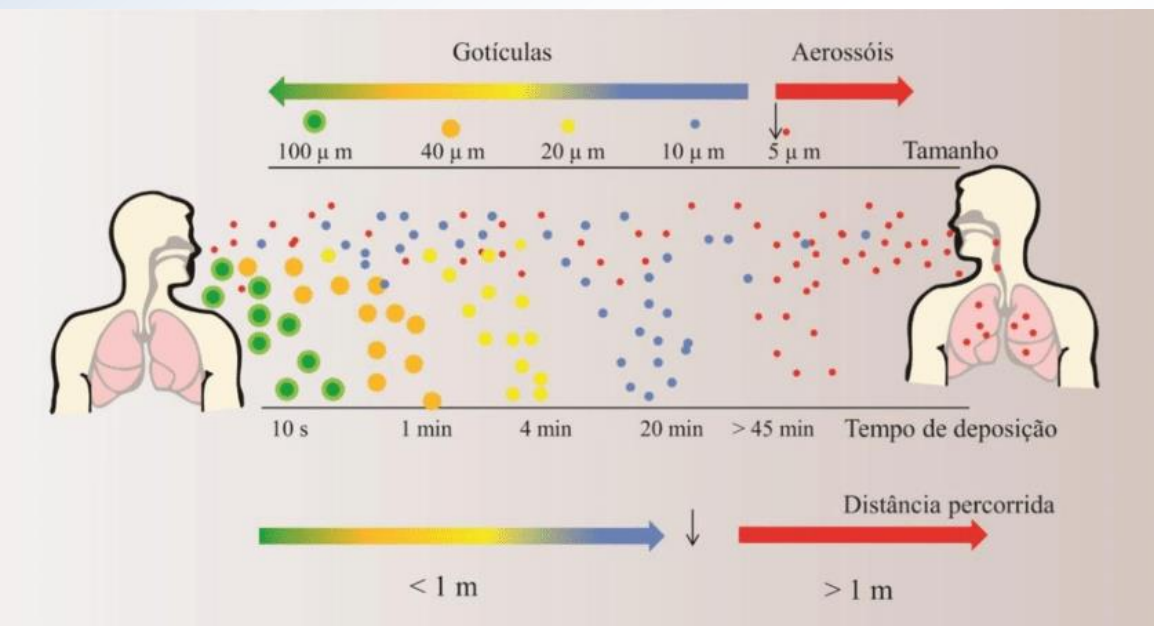 Gotículas Aerossóis
100 µ m 40 µ m 20 µ m 10 µ m 5 µ m Tamanho
10 s 1 min 4 min 20 min > 45 min Tempo de deposição
Distância percorrida
< 1 m > 1 m